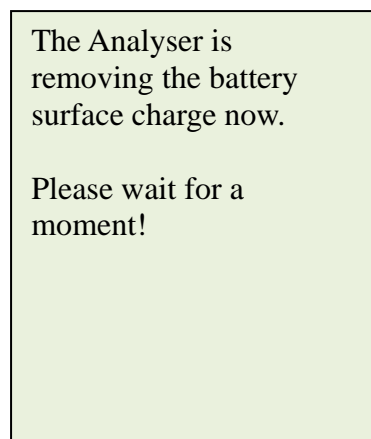 The Analyser is
removing the battery
surface charge now.
Please wait for a
moment!